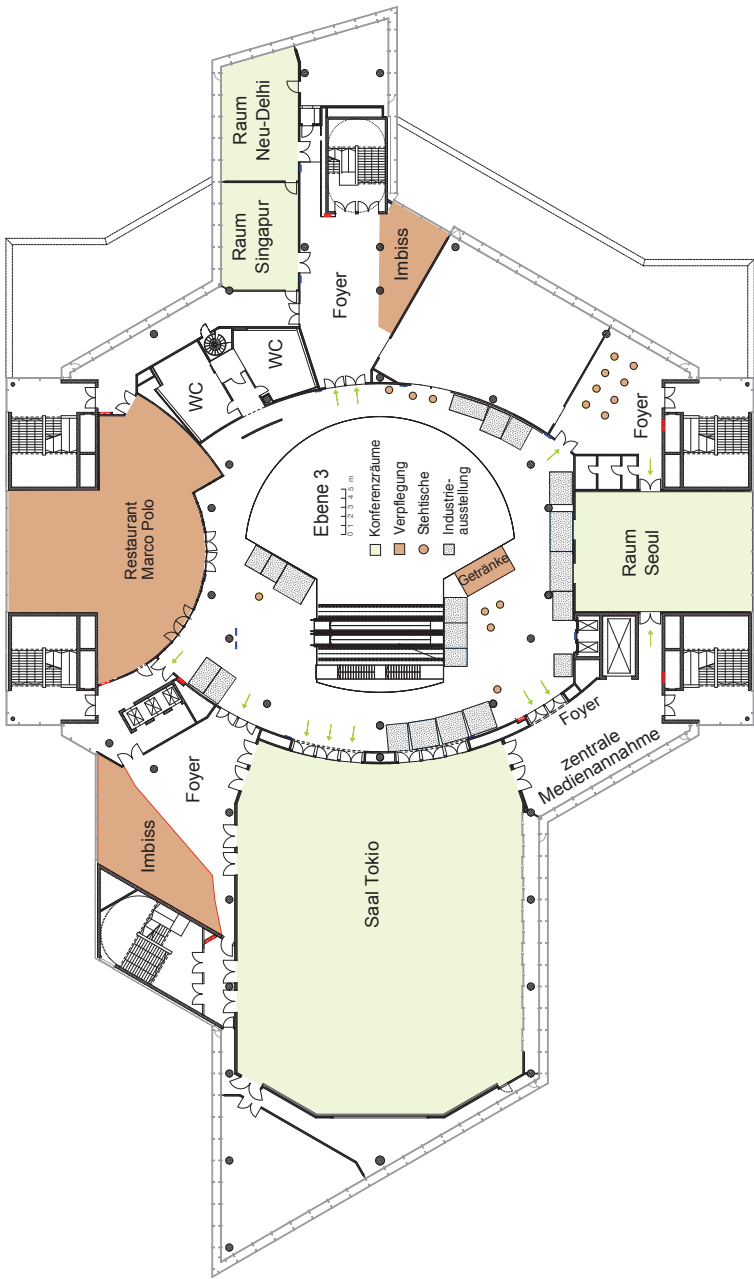 Raum
Neu-Delhi
Raum
Singapur
Imbiss
Foyer
WC
WC
Restaurant
Marco Polo
Ebene 3
0 1 2 3 4 5 m
Konferenzräume
Verpflegung
Stehtische
Industrie-
ausstellung
Getränke
Foyer
Raum
Seoul
Foyer
zentrale
Medienannahme
Foyer
Imbiss
Saal Tokio